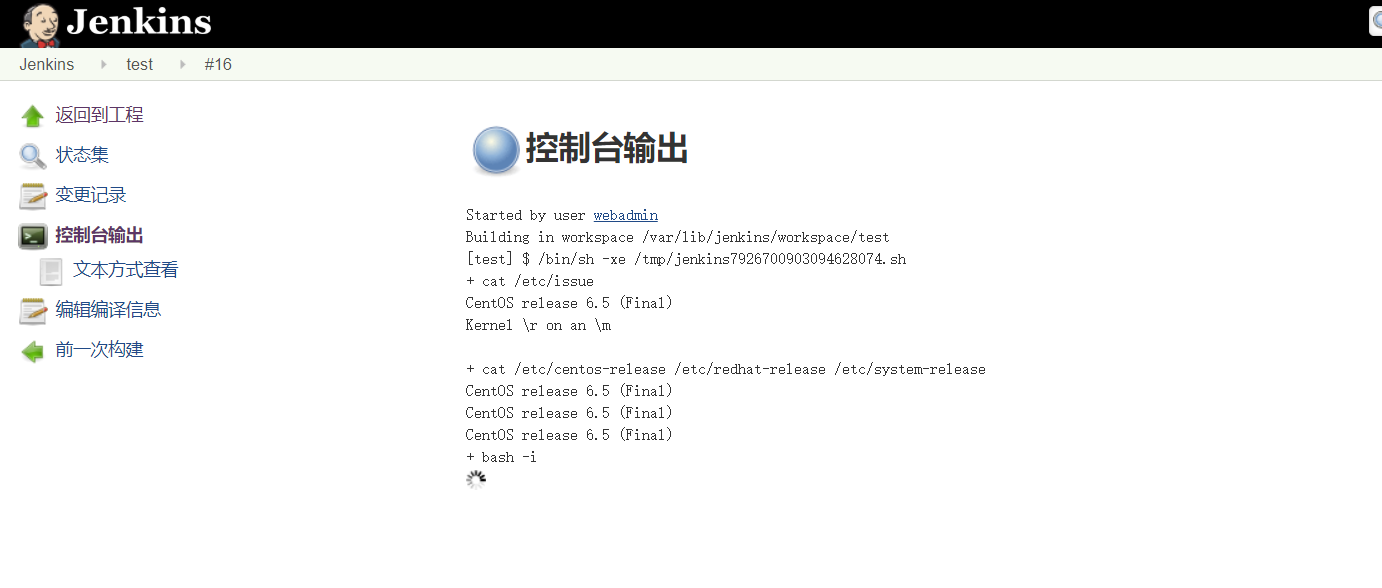 Jenkins
Jenkins test #16
返回到工程
状态集
变更记录
控制台输出
文本方式查看
编辑编译信息
前一次构建
控制台输出
Started by user webadmin
Building in workspace /var/lib/jenkins/workspace/test
[test] $ /bin/sh -xe /tmp/jenkins7926700903094628074.sh
+ cat /etc/issue
CentOS release 6.5 (Final)
Kernel \r on an \m
+ cat /etc/centos-release /etc/redhat-release /etc/system-release
CentOS release 6.5 (Final)
CentOS release 6.5 (Final)
CentOS release 6.5 (Final)
+ bash -i